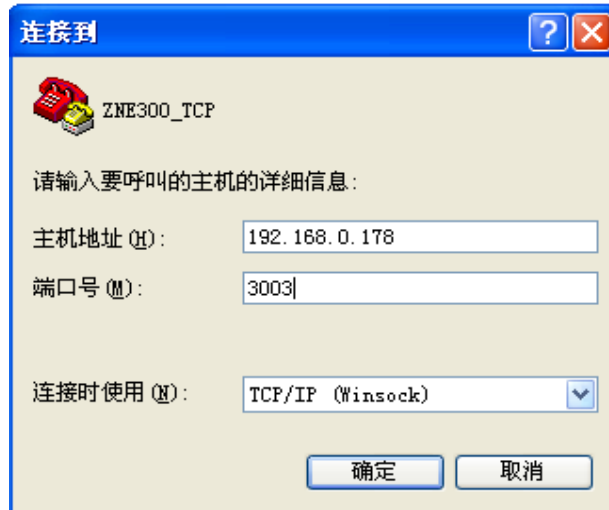 连接到
ZNE300_TCP
请输入要呼叫的主机的详细信息:
主机地址(H): 192.168.0.178
端口号(M): 3003
连接时使用(N): TCP/IP (Winsock)
确定 取消